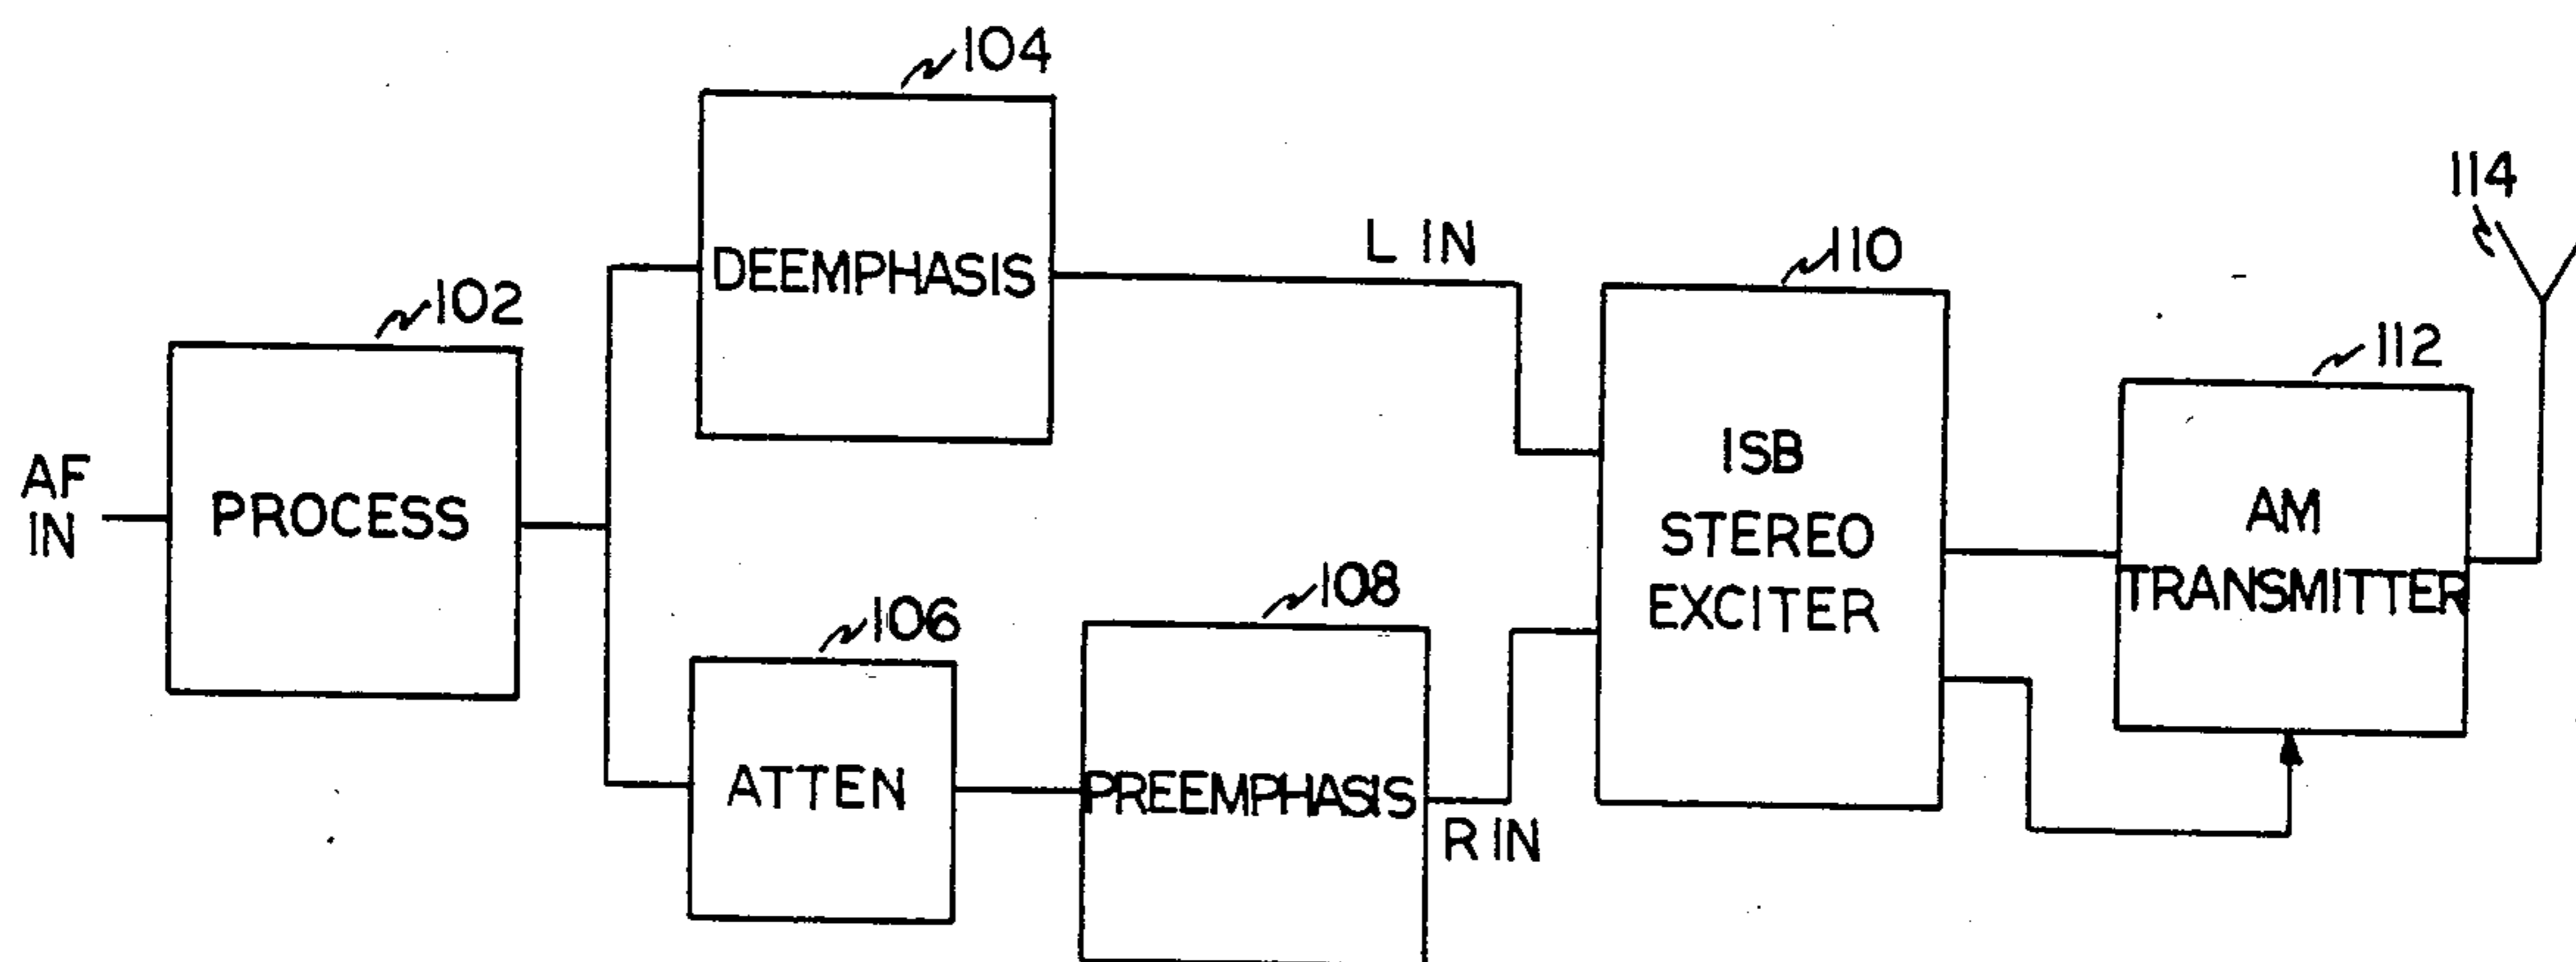 104
DEEMPHASIS
L IN
114
110
102
AF
IN
PROCESS
ISB
STEREO
EXCITER
112
AM
TRANSMITTER
106
ATTEN
108
PREEMPHASIS
R IN